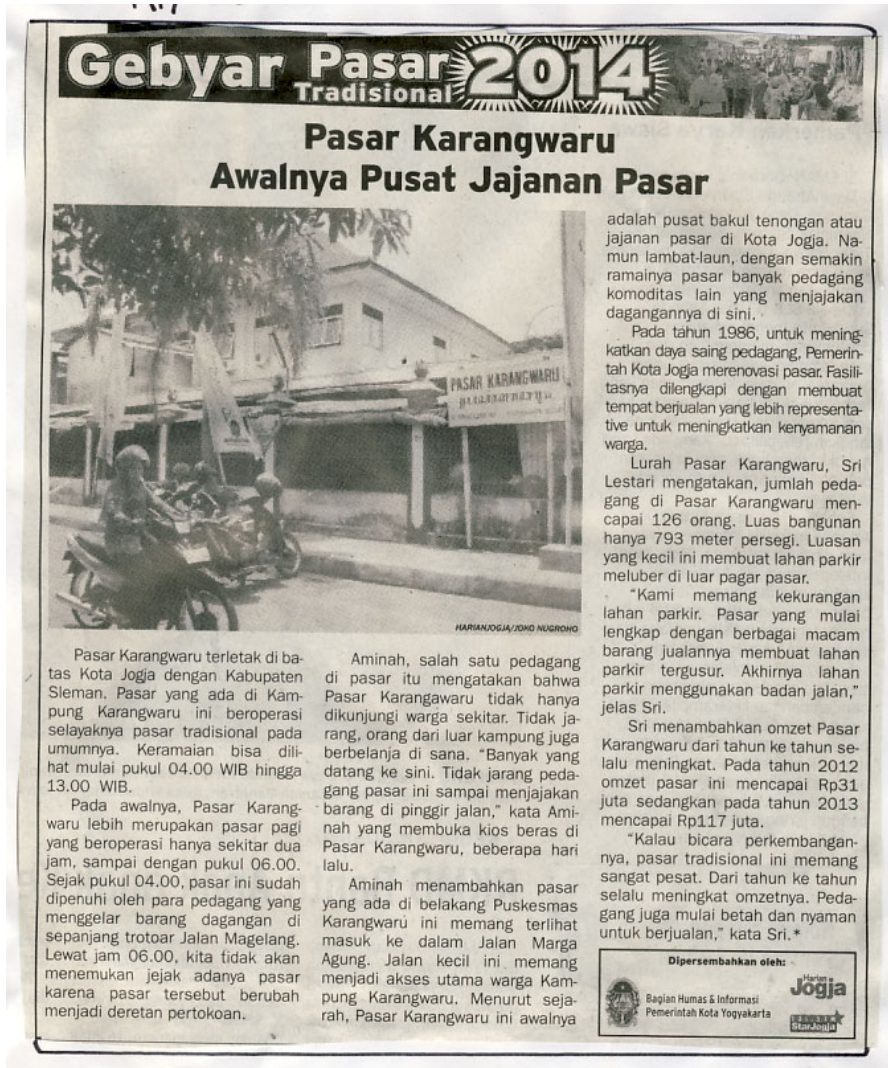 Gebyar Pasar
Tradisional
2014
Pasar Karangwaru
Awalnya Pusat Jajanan Pasar
PASAR KARANGWARU
HARIANJOGJA/JOKO NUGROHO
Pasar Karangwaru terletak di ba-
tas Kota Jogja dengan Kabupaten
Sleman. Pasar yang ada di Kam-
pung Karangwaru ini beroperasi
selayaknya pasar tradisional pada
umumnya. Keramaian bisa dili-
hat mulai pukul 04.00 WIB hingga
13.00 WIB.
Pada awalnya, Pasar Karang-
waru lebih merupakan pasar pagi
yang beroperasi hanya sekitar dua
jam, sampai dengan pukul 06.00.
Sejak pukul 04.00, pasar ini sudah
dipenuhi oleh para pedagang yang
menggelar barang dagangan di
sepanjang trotoar Jalan Magelang.
Lewat jam 06.00, kita tidak akan
menemukan jejak adanya pasar
karena pasar tersebut berubah
menjadi deretan pertokoan.
Aminah, salah satu pedagang
di pasar itu mengatakan bahwa
Pasar Karangawaru tidak hanya
dikunjungi warga sekitar. Tidak ja-
rang, orang dari luar kampung juga
berbelanja di sana. “Banyak yang
datang ke sini. Tidak jarang peda-
gang pasar ini sampai menjajakan
barang di pinggir jalan,” kata Ami-
nah yang membuka kios beras di
Pasar Karangwaru, beberapa hari
lalu.
Aminah menambahkan pasar
yang ada di belakang Puskesmas
Karangwaru ini memang terlihat
masuk ke dalam Jalan Marga
Agung. Jalan kecil ini memang
menjadi akses utama warga Kam-
pung Karangwaru. Menurut seja-
rah, Pasar Karangwaru ini awalnya
adalah pusat bakul tenongan atau
jajanan pasar di Kota Jogja. Na-
mun lambat-laun, dengan semakin
ramainya pasar banyak pedagang
komoditas lain yang menjajakan
dagangannya di sini.
Pada tahun 1986, untuk mening-
katkan daya saing pedagang, Pemerin-
tah Kota Jogja merenovasi pasar. Fasili-
tasnya dilengkapi dengan membuat
tempat berjualan yang lebih representa-
tive untuk meningkatkan kenyamanan
warga.
Lurah Pasar Karangwaru, Sri
Lestari mengatakan, jumlah peda-
gang di Pasar Karangwaru men-
capai 126 orang. Luas bangunan
hanya 793 meter persegi. Luasan
yang kecil ini membuat lahan parkir
meluber di luar pagar pasar.
“Kami memang kekurangan
lahan parkir. Pasar yang mulai
lengkap dengan berbagai macam
barang jualannya membuat lahan
parkir tergusur. Akhirnya lahan
parkir menggunakan badan jalan,”
jelas Sri.
Sri menambahkan omzet Pasar
Karangwaru dari tahun ke tahun se-
lalu meningkat. Pada tahun 2012
omzet pasar ini mencapai Rp31
juta sedangkan pada tahun 2013
mencapai Rp117 juta.
“Kalau bicara perkembangan-
nya, pasar tradisional ini memang
sangat pesat. Dari tahun ke tahun
selalu meningkat omzetnya. Peda-
gang juga mulai betah dan nyaman
untuk berjualan,” kata Sri.*
Dipersembahkan oleh:
Bagian Humas & Informasi
Pemerintah Kota Yogyakarta
Harian
Jogja
StarJogja